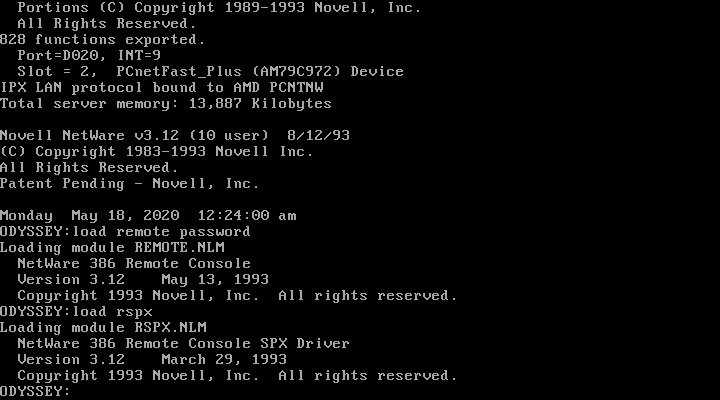 Portions (C) Copyright 1989-1993 Novell, Inc.
All Rights Reserved.
828 functions exported.
Port=D020, INT=9
Slot = 2,  PCnetFast_Plus (AM79C972) Device
IPX LAN protocol bound to AMD PCNTNW
Total server memory: 13,887 Kilobytes
Novell NetWare v3.12 (10 user)  8/12/93
(C) Copyright 1983-1993 Novell Inc.
All Rights Reserved.
Patent Pending - Novell, Inc.
Monday  May 18, 2020  12:24:00 am
ODYSSEY:load remote password
Loading module REMOTE.NLM
NetWare 386 Remote Console
Version 3.12    May 13, 1993
Copyright 1993 Novell, Inc.  All rights reserved.
ODYSSEY:load rspx
Loading module RSPX.NLM
NetWare 386 Remote Console SPX Driver
Version 3.12    March 29, 1993
Copyright 1993 Novell, Inc.  All rights reserved.
ODYSSEY: